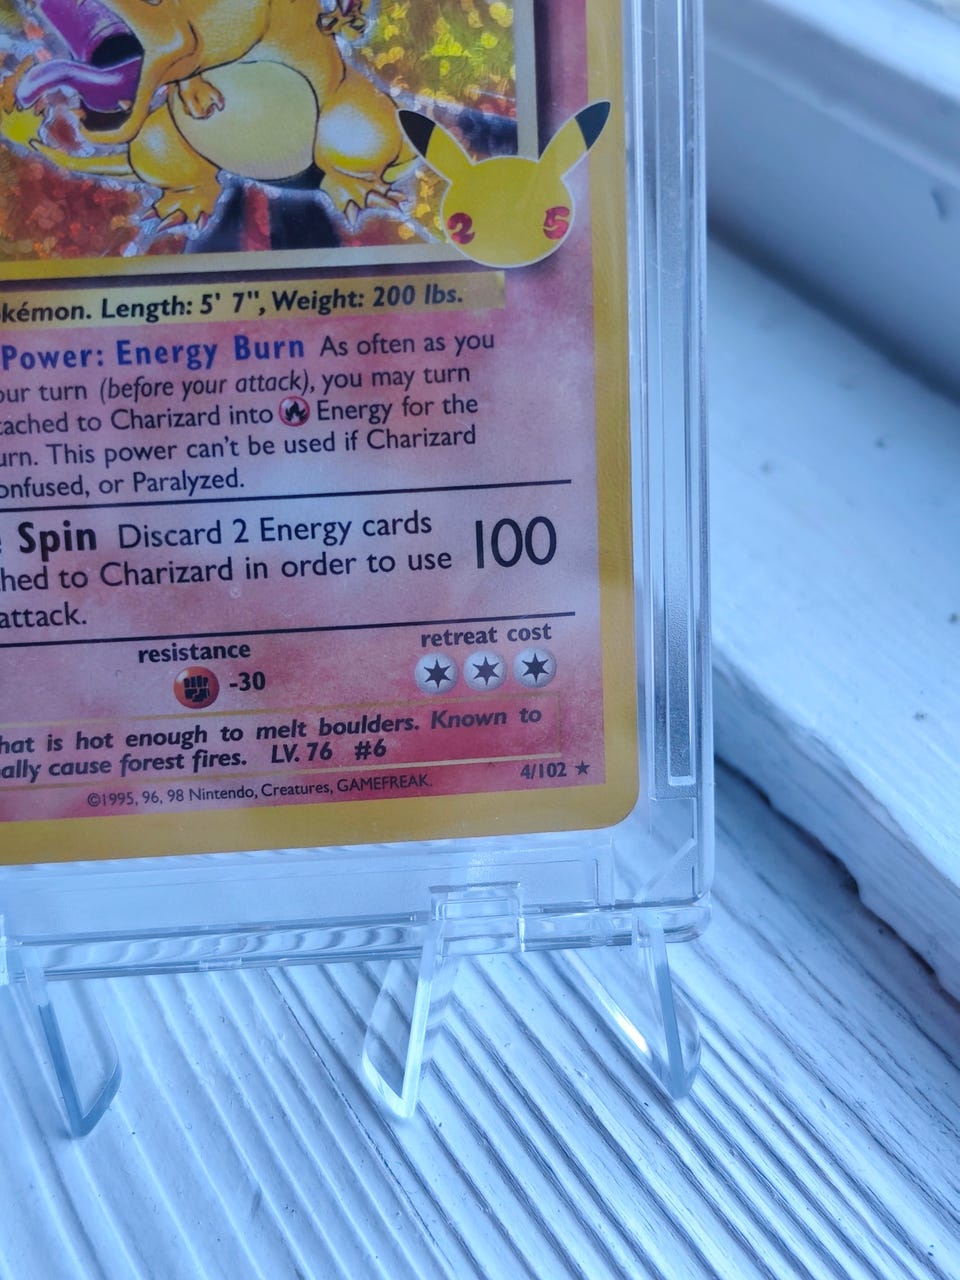 2 5
kémon. Length: 5' 7", Weight: 200 lbs.
Power: Energy Burn As often as you
our turn (before your attack), you may turn
tached to Charizard into Energy for the
urn. This power can't be used if Charizard
onfused, or Paralyzed.
Spin Discard 2 Energy cards 100
hed to Charizard in order to use
attack.
resistance retreat cost
-30
hat is hot enough to melt boulders. Known to
ally cause forest fires. LV. 76 #6
©1995, 96, 98 Nintendo, Creatures, GAMEFREAK. 4/102 ★